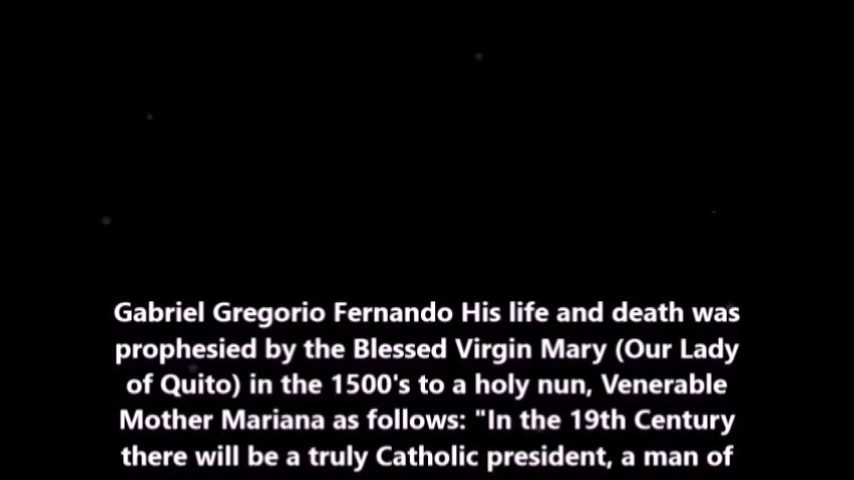 Gabriel Gregorio Fernando His life and death was
prophesied by the Blessed Virgin Mary (Our Lady
of Quito) in the 1500's to a holy nun, Venerable
Mother Mariana as follows: "In the 19th Century
there will be a truly Catholic president, a man of